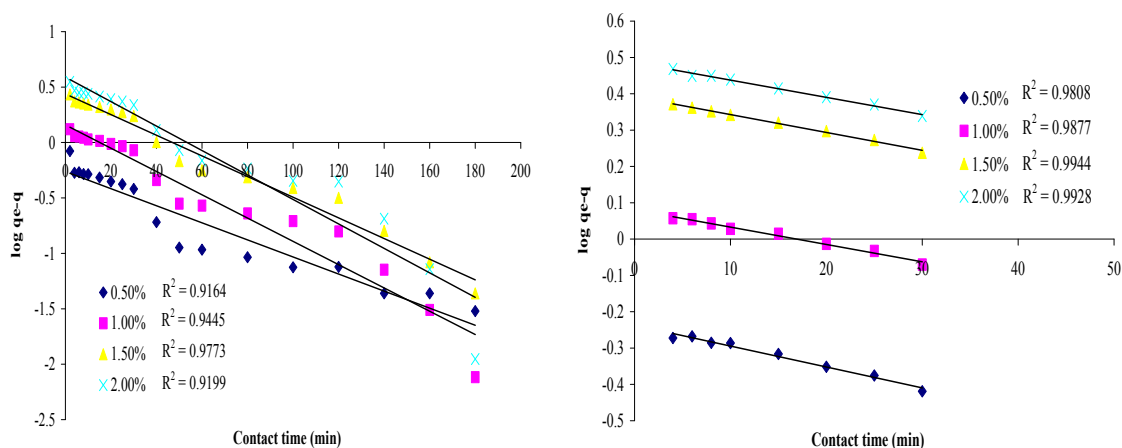 1
0.5
0
-0.5
-1
-1.5
-2
-2.5
0 20 40 60 80 100 120 140 160 180 200
log qe-q
Contact time (min)
0.50% R2 = 0.9164
1.00% R2 = 0.9445
1.50% R2 = 0.9773
2.00% R2 = 0.9199
0.6
0.5
0.4
0.3
0.2
0.1
0
-0.1
-0.2
-0.3
-0.4
-0.5
0 10 20 30 40 50
log qe-q
Contact time (min)
0.50% R2 = 0.9808
1.00% R2 = 0.9877
1.50% R2 = 0.9944
2.00% R2 = 0.9928